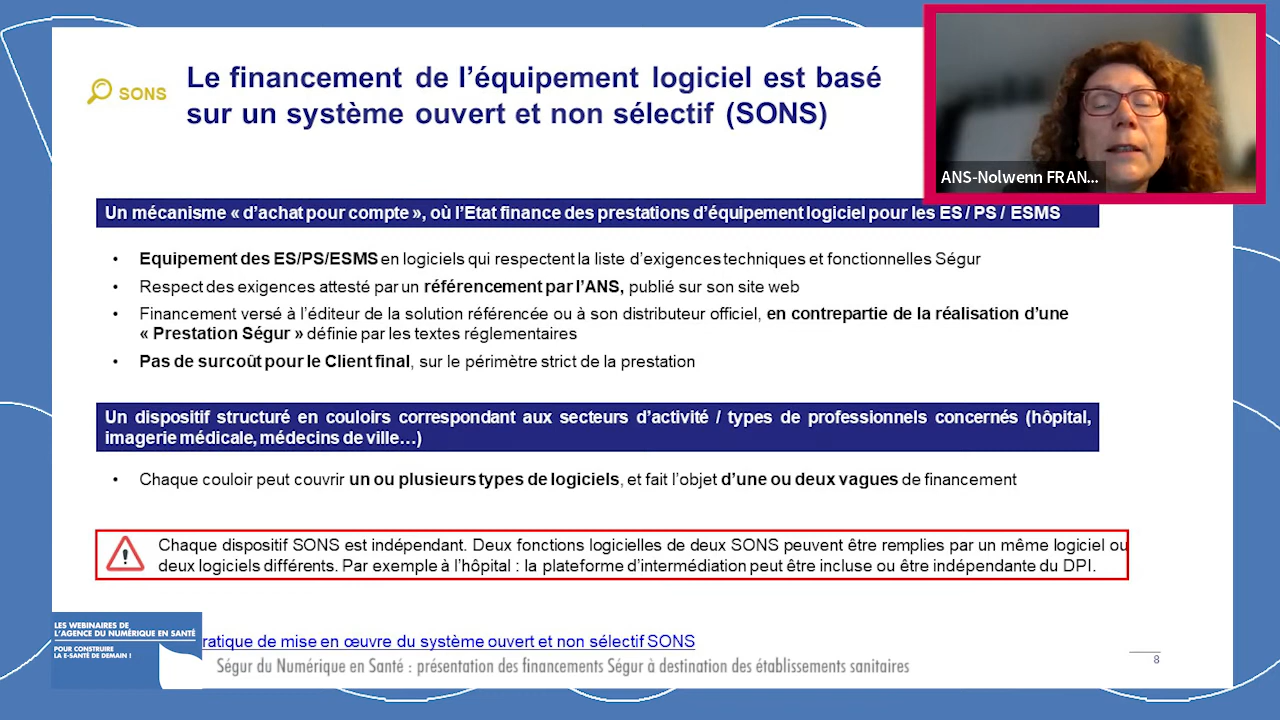 SONS
Le financement de l’équipement logiciel est basé
sur un système ouvert et non sélectif (SONS)
ANS-Nolwenn FRAN...
Un mécanisme « d’achat pour compte », où l’Etat finance des prestations d’équipement logiciel pour les ES / PS / ESMS
• Equipement des ES/PS/ESMS en logiciels qui respectent la liste d’exigences techniques et fonctionnelles Ségur
• Respect des exigences attesté par un référencement par l’ANS, publié sur son site web
• Financement versé à l’éditeur de la solution référencée ou à son distributeur officiel, en contrepartie de la réalisation d’une
« Prestation Ségur » définie par les textes réglementaires
• Pas de surcoût pour le Client final, sur le périmètre strict de la prestation
Un dispositif structuré en couloirs correspondant aux secteurs d’activité / types de professionnels concernés (hôpital,
imagerie médicale, médecins de ville…)
• Chaque couloir peut couvrir un ou plusieurs types de logiciels, et fait l’objet d’une ou deux vagues de financement
Chaque dispositif SONS est indépendant. Deux fonctions logicielles de deux SONS peuvent être remplies par un même logiciel ou
deux logiciels différents. Par exemple à l’hôpital : la plateforme d’intermédiation peut être incluse ou être indépendante du DPI.
LES WEBINAIRES DE
L’AGENCE DU NUMÉRIQUE EN SANTÉ
POUR CONSTRUIRE
LA E-SANTÉ DE DEMAIN !
ratique de mise en œuvre du système ouvert et non sélectif SONS
Ségur du Numérique en Santé : présentation des financements Ségur à destination des établissements sanitaires
8